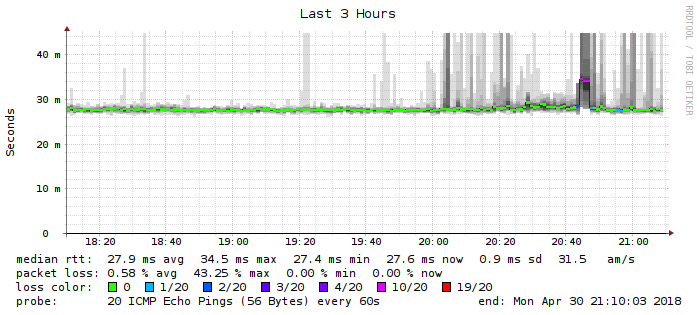 Last 3 Hours
RRDTOOL / TOBI OETIKER
Seconds
40 m
30 m
20 m
10 m
0
18:20 18:40 19:00 19:20 19:40 20:00 20:20 20:40 21:00
median rtt: 27.9 ms avg 34.5 ms max 27.4 ms min 27.6 ms now 0.9 ms sd 31.5 am/s
packet loss: 0.58 % avg 43.25 % max 0.00 % min 0.00 % now
loss color: 0 1/20 2/20 3/20 4/20 10/20 19/20
probe: 20 ICMP Echo Pings (56 Bytes) every 60s end: Mon Apr 30 21:10:03 2018